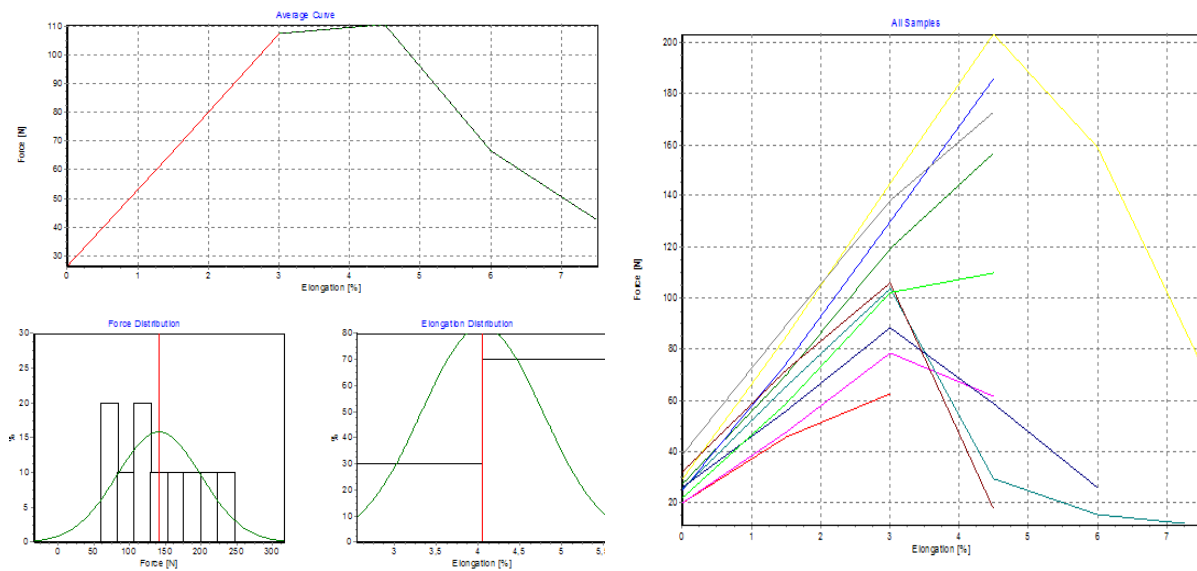 Average Curve
110
100
90
80
70
60
50
40
30
Force [N]
0 1 2 3 4 5 6 7
Elongation [%]
Force Distribution
30
25
20
15
10
5
0
%
0 50 100 150 200 250 300
Force [N]
Elongation Distribution
80
70
60
50
40
30
20
10
0
%
3 3,5 4 4,5 5 5,5
Elongation [%]
All Samples
200
180
160
140
120
100
80
60
40
20
Force [N]
0 1 2 3 4 5 6 7
Elongation [%]